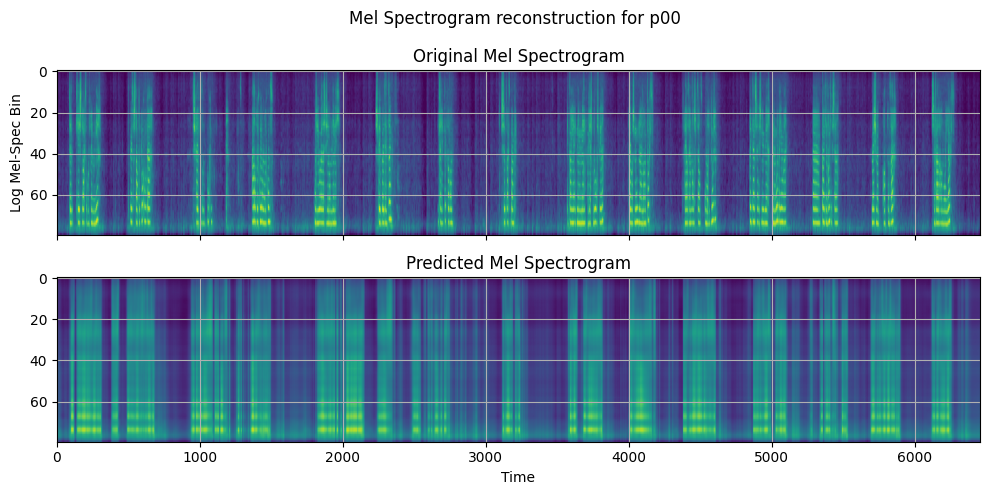 Mel Spectrogram reconstruction for p00
Original Mel Spectrogram
0
20
40
60
Log Mel-Spec Bin
Predicted Mel Spectrogram
0
20
40
60
0 1000 2000 3000 4000 5000 6000
Time